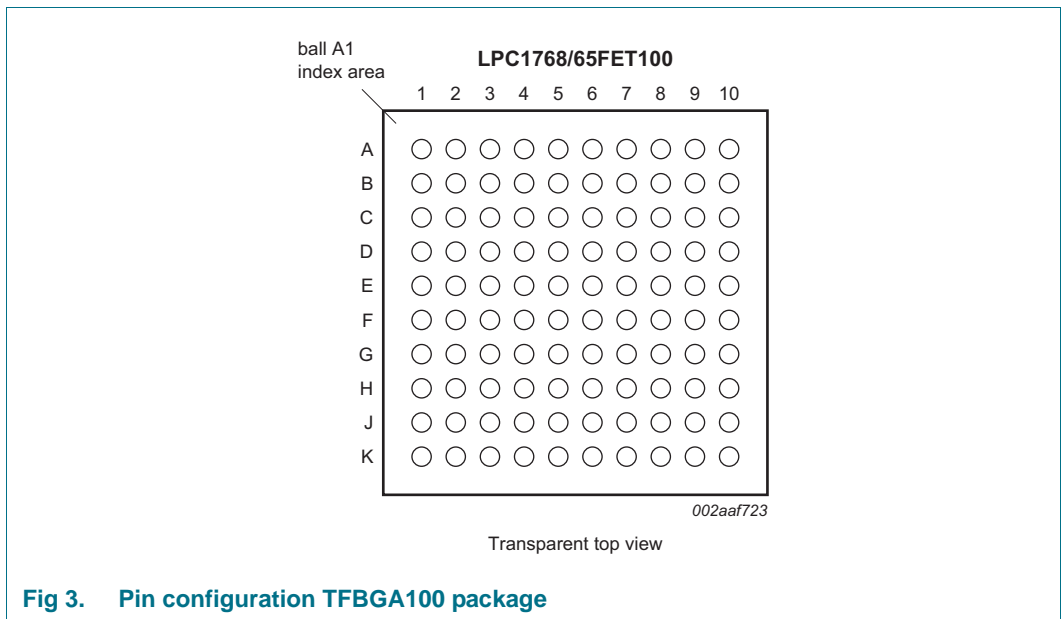 ball A1
index area
LPC1768/65FET100
1 2 3 4 5 6 7 8 9 10
A
B
C
D
E
F
G
H
J
K
002aaf723
Transparent top view
Fig 3. Pin configuration TFBGA100 package